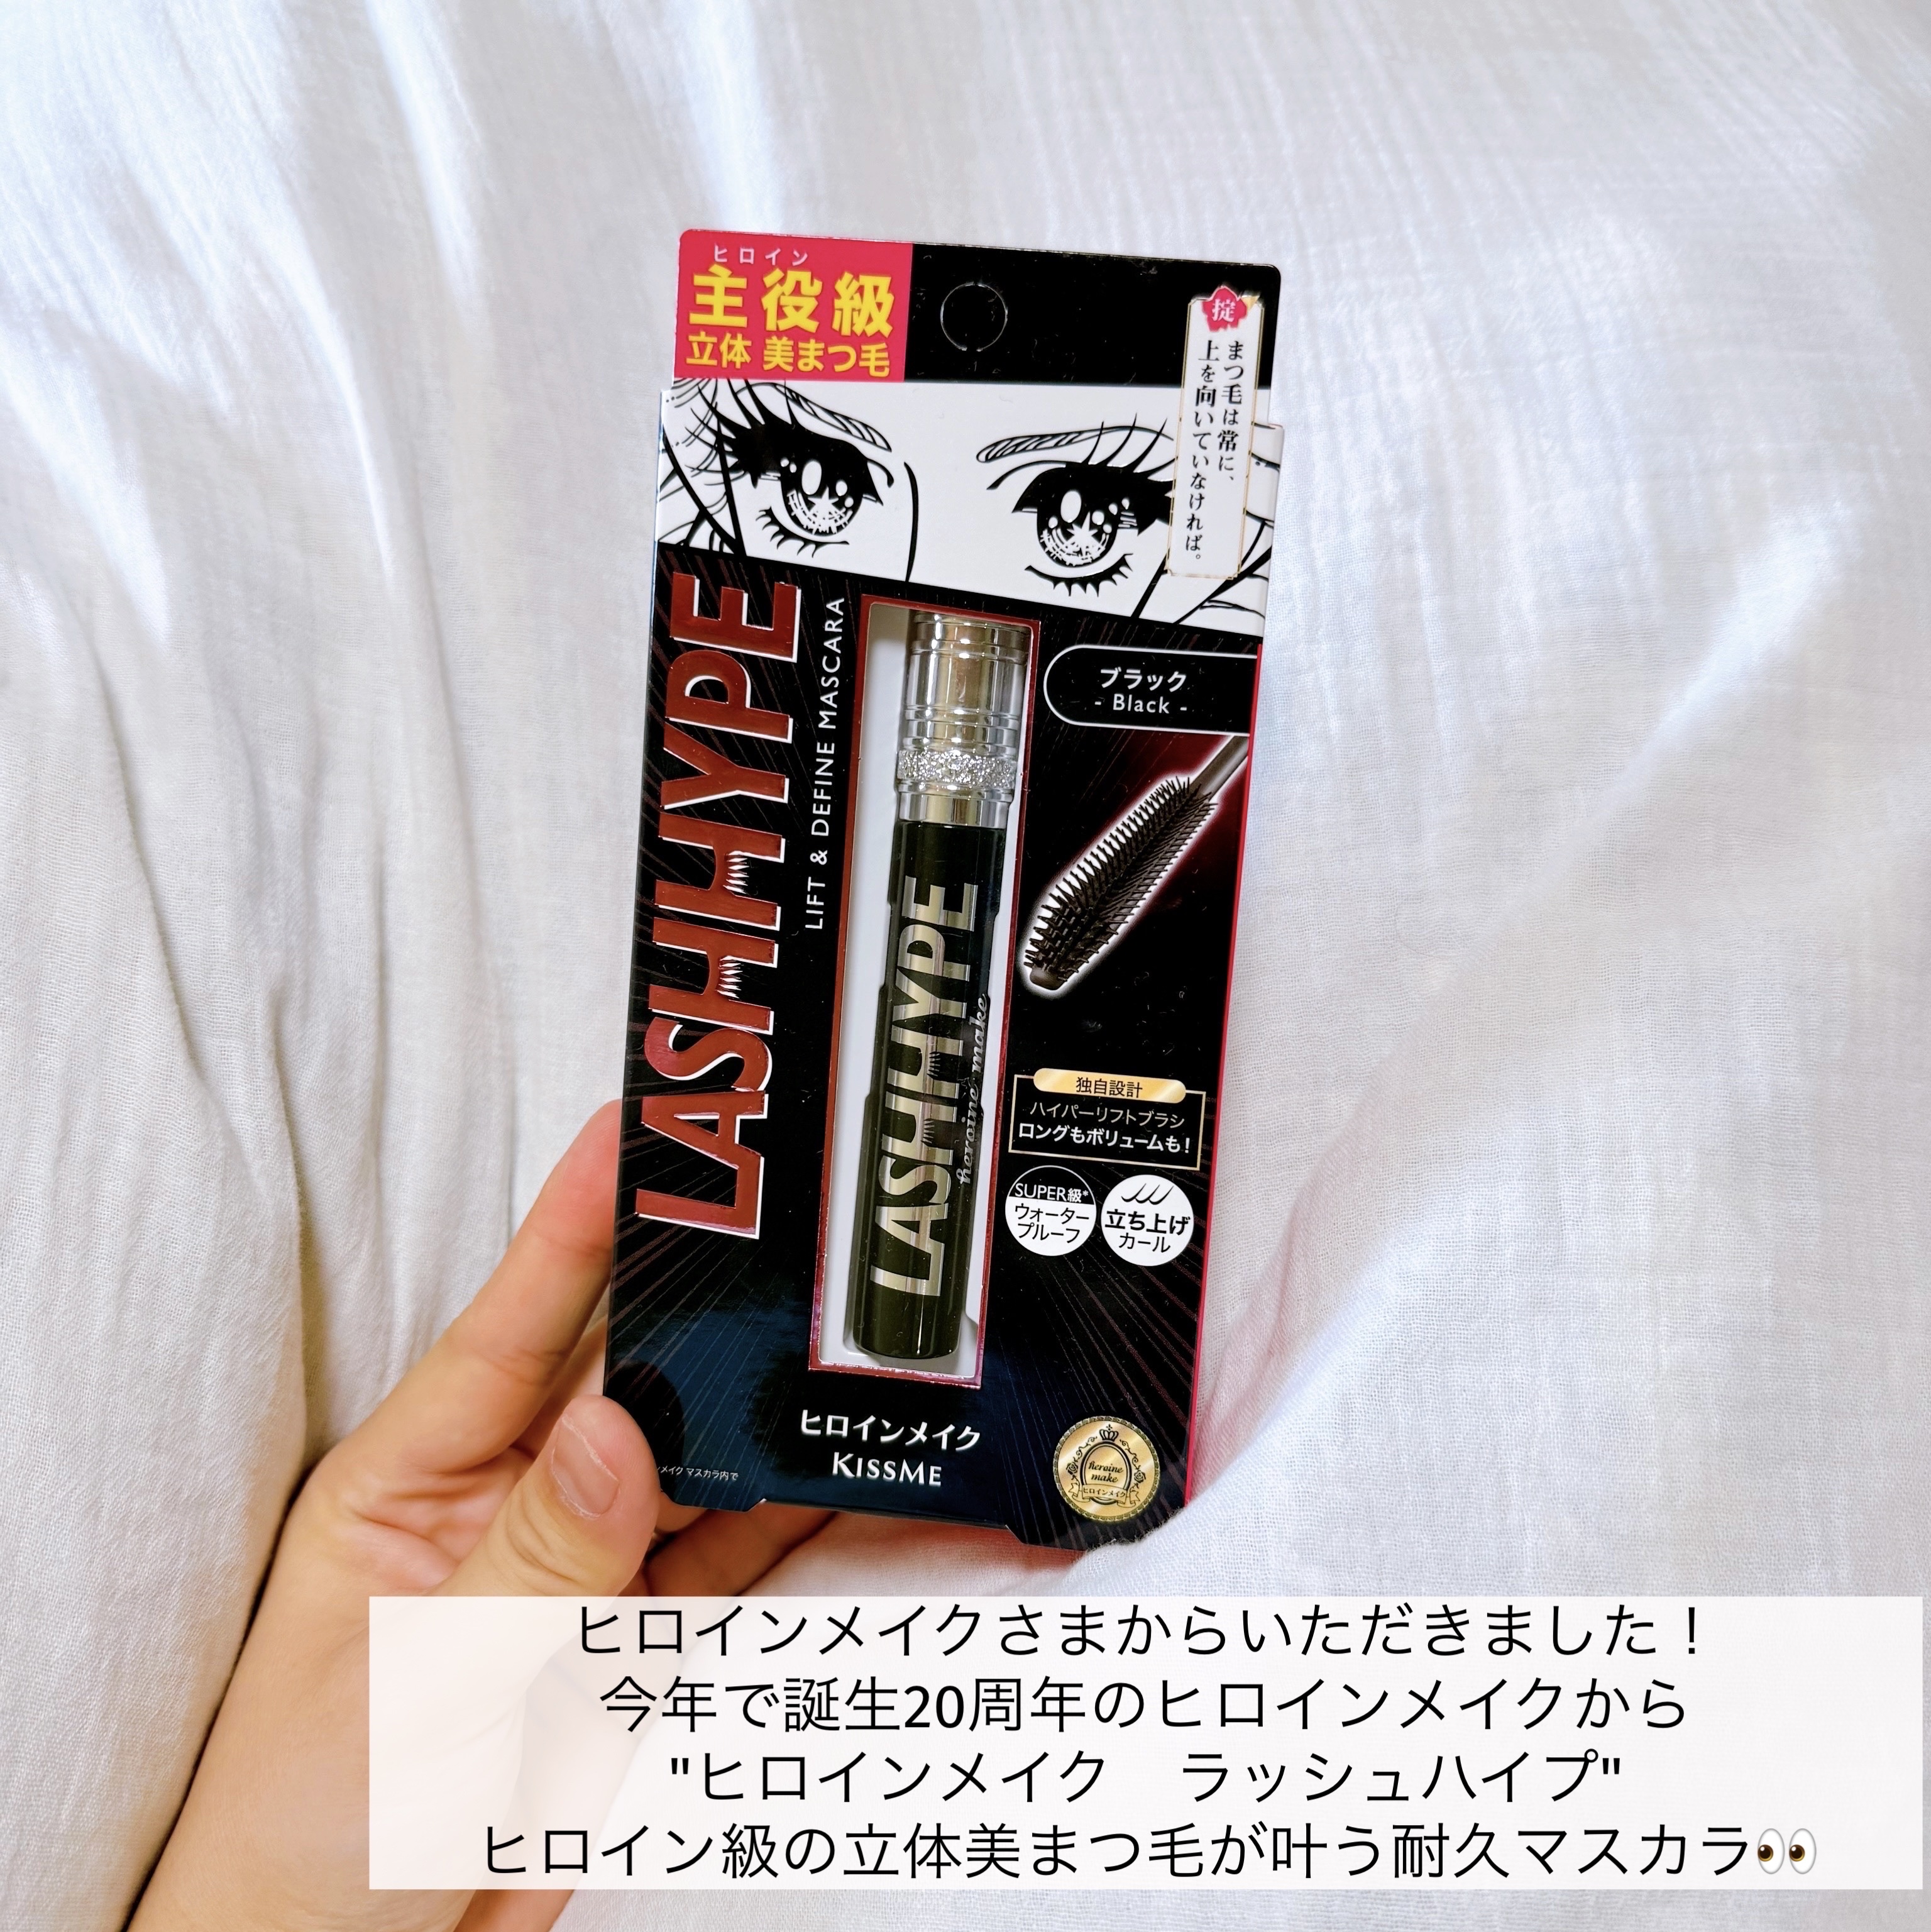 ヒロイン
主役級
立体 美まつ毛
掟
まつ毛は常に、
上を向いていなければ。
LASHHYPE
LIFT & DEFINE MASCARA
ブラック
- Black -
LASHHYPE
heroine make
独自設計
ハイパーリフトブラシ
ロングもボリュームも!
SUPER級*
ウォーター
プルーフ
立ち上げ
カール
ヒロインメイク
KISSME
メイク マスカラ内で
heroine
make
ヒロインメイク
ヒロインメイクさまからいただきました！
今年で誕生20周年のヒロインメイクから
"ヒロインメイク　ラッシュハイプ"
ヒロイン級の立体美まつ毛が叶う耐久マスカラ👀